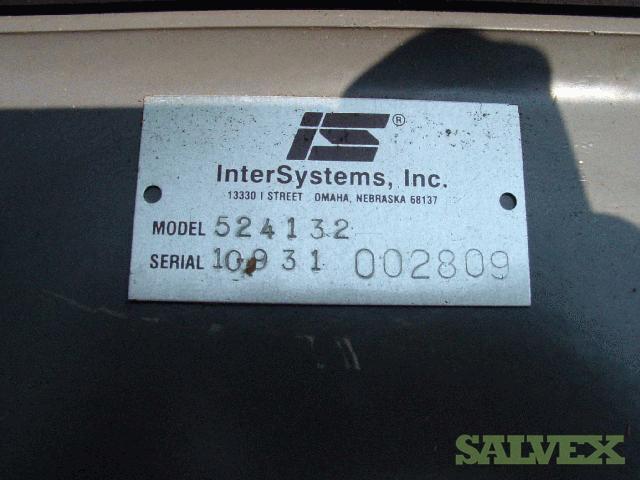 IS®
InterSystems, Inc.
13330 I STREET OMAHA, NEBRASKA 68137
MODEL 524132
SERIAL 10931 002809
SALVEX